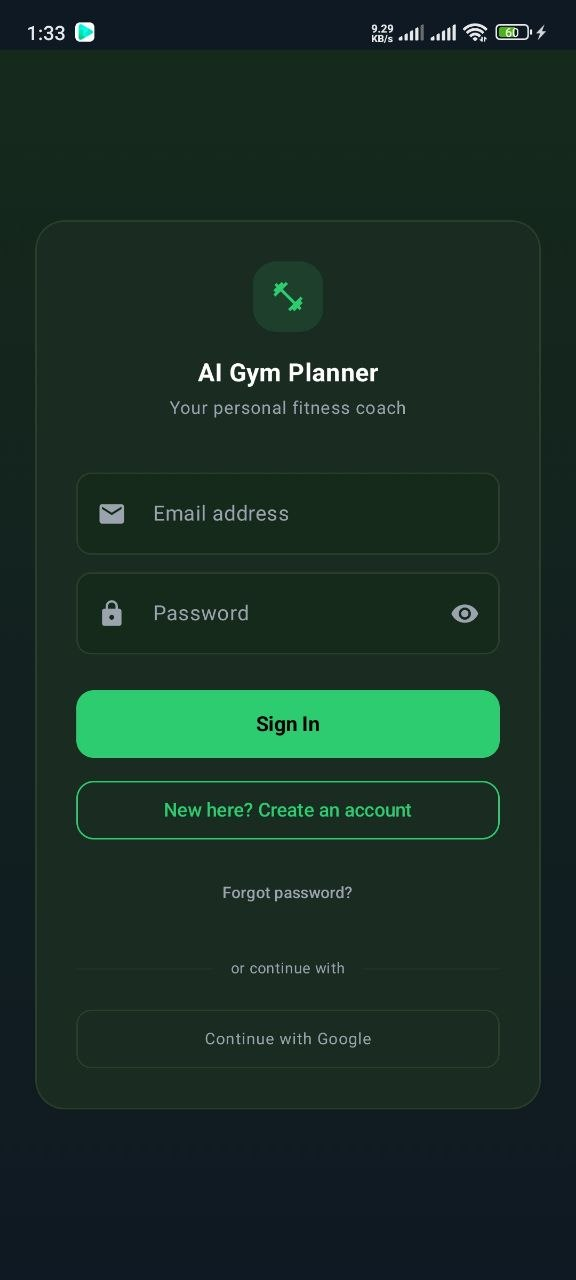 1:33
9.29
KB/s
60
AI Gym Planner
Your personal fitness coach
Email address
Password
Sign In
New here? Create an account
Forgot password?
or continue with
Continue with Google